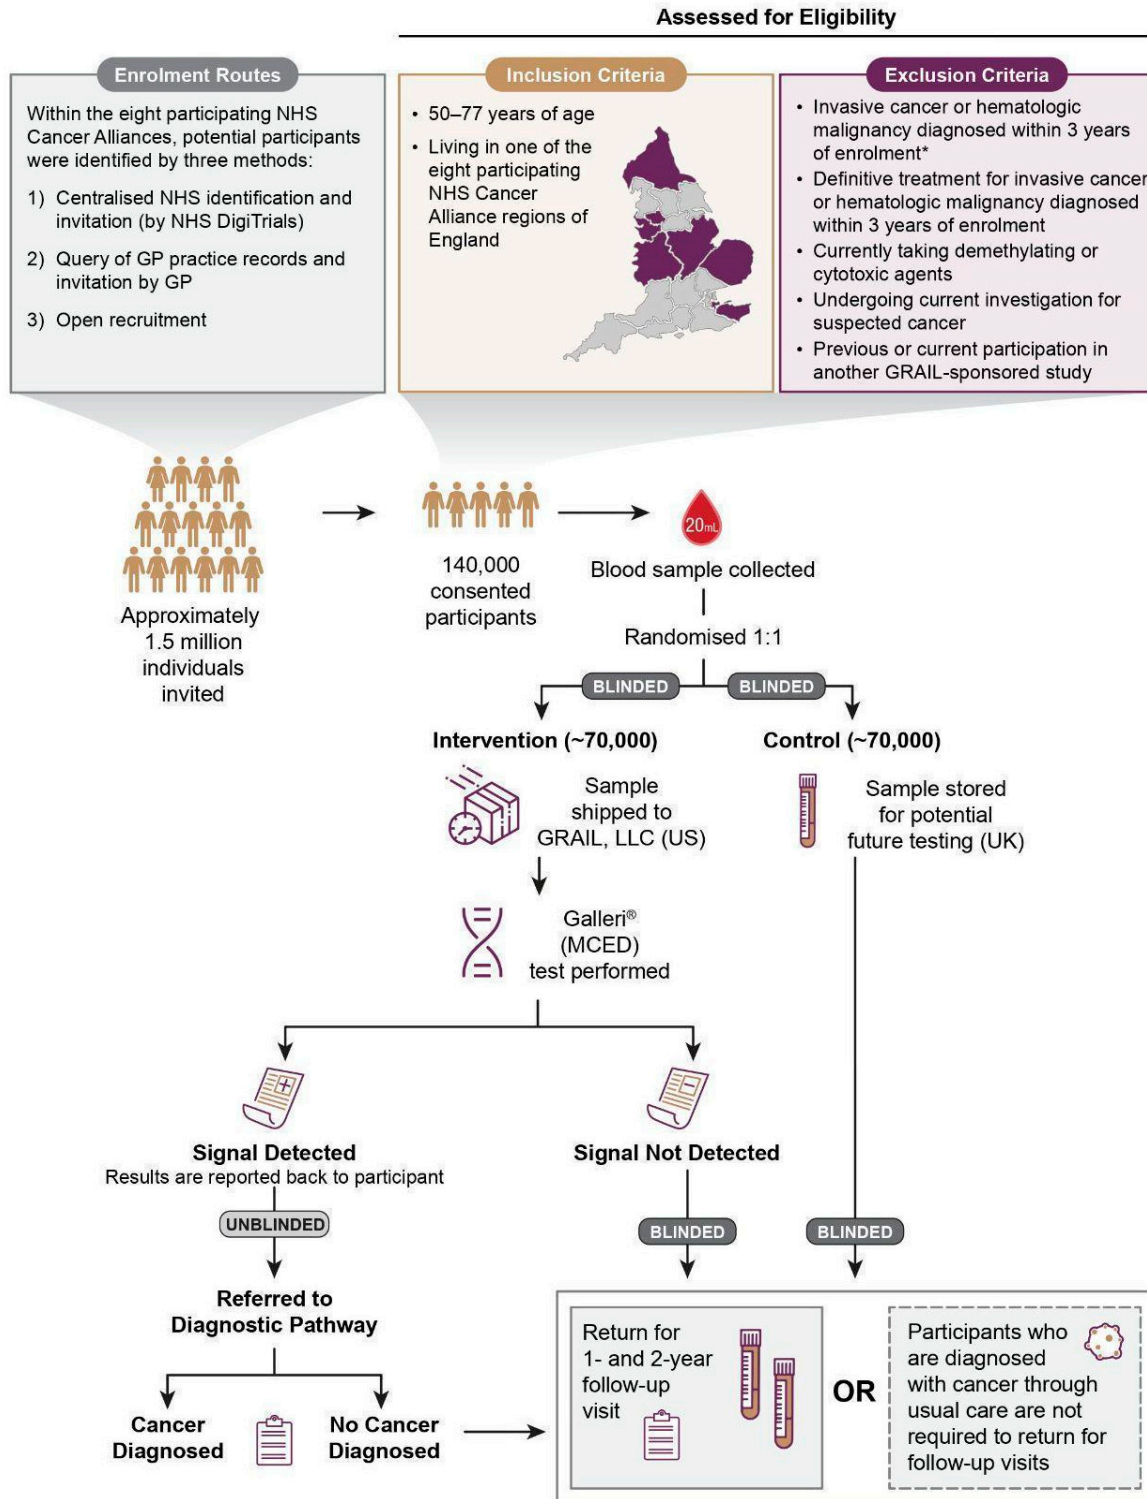 Assessed for Eligibility
Enrolment Routes
Within the eight participating NHS
Cancer Alliances, potential participants
were identified by three methods:
1) Centralised NHS identification and
invitation (by NHS DigiTrials)
2) Query of GP practice records and
invitation by GP
3) Open recruitment
Inclusion Criteria
• 50–77 years of age
• Living in one of the
eight participating
NHS Cancer
Alliance regions of
England
Exclusion Criteria
• Invasive cancer or hematologic
malignancy diagnosed within 3 years
of enrolment*
• Definitive treatment for invasive cancer
or hematologic malignancy diagnosed
within 3 years of enrolment
• Currently taking demethylating or
cytotoxic agents
• Undergoing current investigation for
suspected cancer
• Previous or current participation in
another GRAIL-sponsored study
Approximately
1.5 million
individuals
invited
140,000
consented
participants
20mL
Blood sample collected
Randomised 1:1
BLINDED
BLINDED
Intervention (~70,000)
Sample
shipped to
GRAIL, LLC (US)
Control (~70,000)
Sample stored
for potential
future testing (UK)
Galleri®
(MCED)
test performed
Signal Detected
Results are reported back to participant
Signal Not Detected
UNBLINDED
BLINDED
BLINDED
Referred to
Diagnostic Pathway
Cancer
Diagnosed
No Cancer
Diagnosed
Return for
1- and 2-year
follow-up
visit
OR
Participants who
are diagnosed
with cancer through
usual care are not
required to return for
follow-up visits